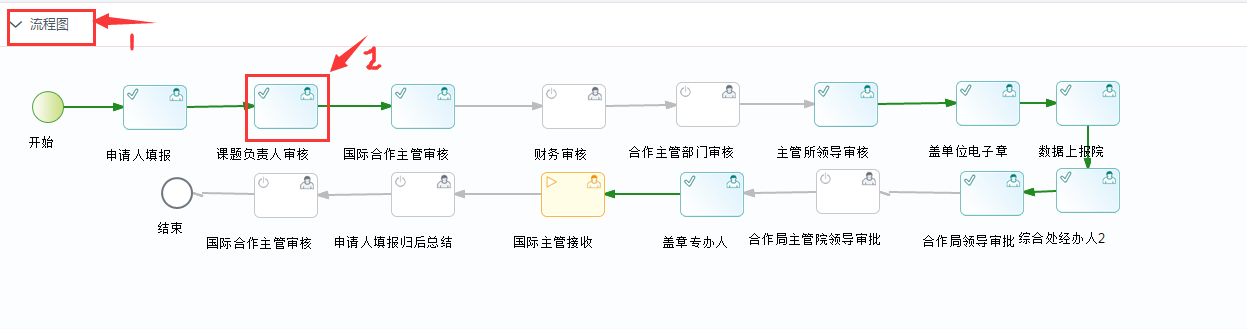 流程图
1
2
开始
申请人填报
课题负责人审核
国际合作主管审核
财务审核
合作主管部门审核
主管所领导审核
盖单位电子章
数据上报院
结束
国际合作主管审核
申请人填报归后总结
国际主管接收
盖章专办人
合作局主管院领导审批
合作局领导审批
综合处经办人2